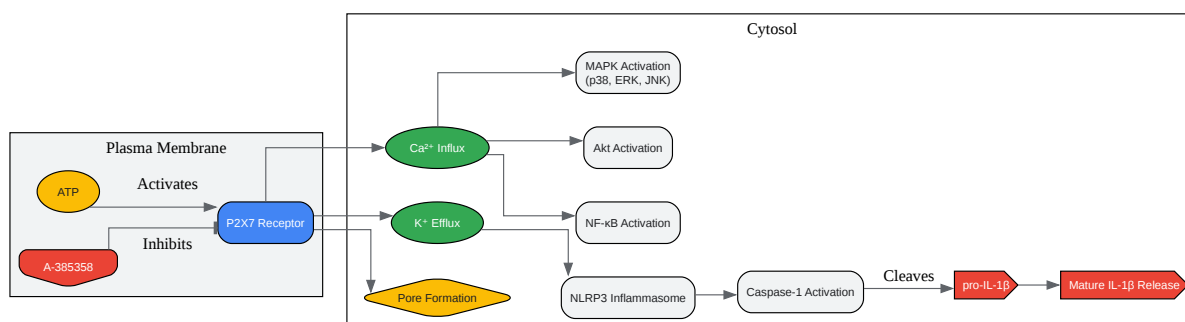 Cytosol
MAPK Activation
(p38, ERK, JNK)
Plasma Membrane
Ca²⁺ Influx
Akt Activation
ATP
Activates
P2X7 Receptor
K⁺ Efflux
NF-κB Activation
Inhibits
A-385358
Pore Formation
NLRP3 Inflammasome
Caspase-1 Activation
Cleaves
pro-IL-1β
Mature IL-1β Release